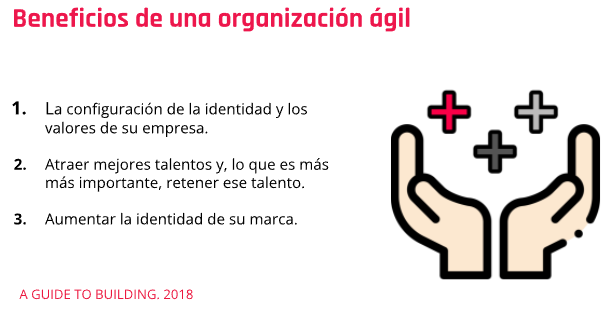 Beneficios de una organización ágil
1. La configuración de la identidad y los
valores de su empresa.
2. Atraer mejores talentos y, lo que es más
más importante, retener ese talento.
3. Aumentar la identidad de su marca.
A GUIDE TO BUILDING. 2018